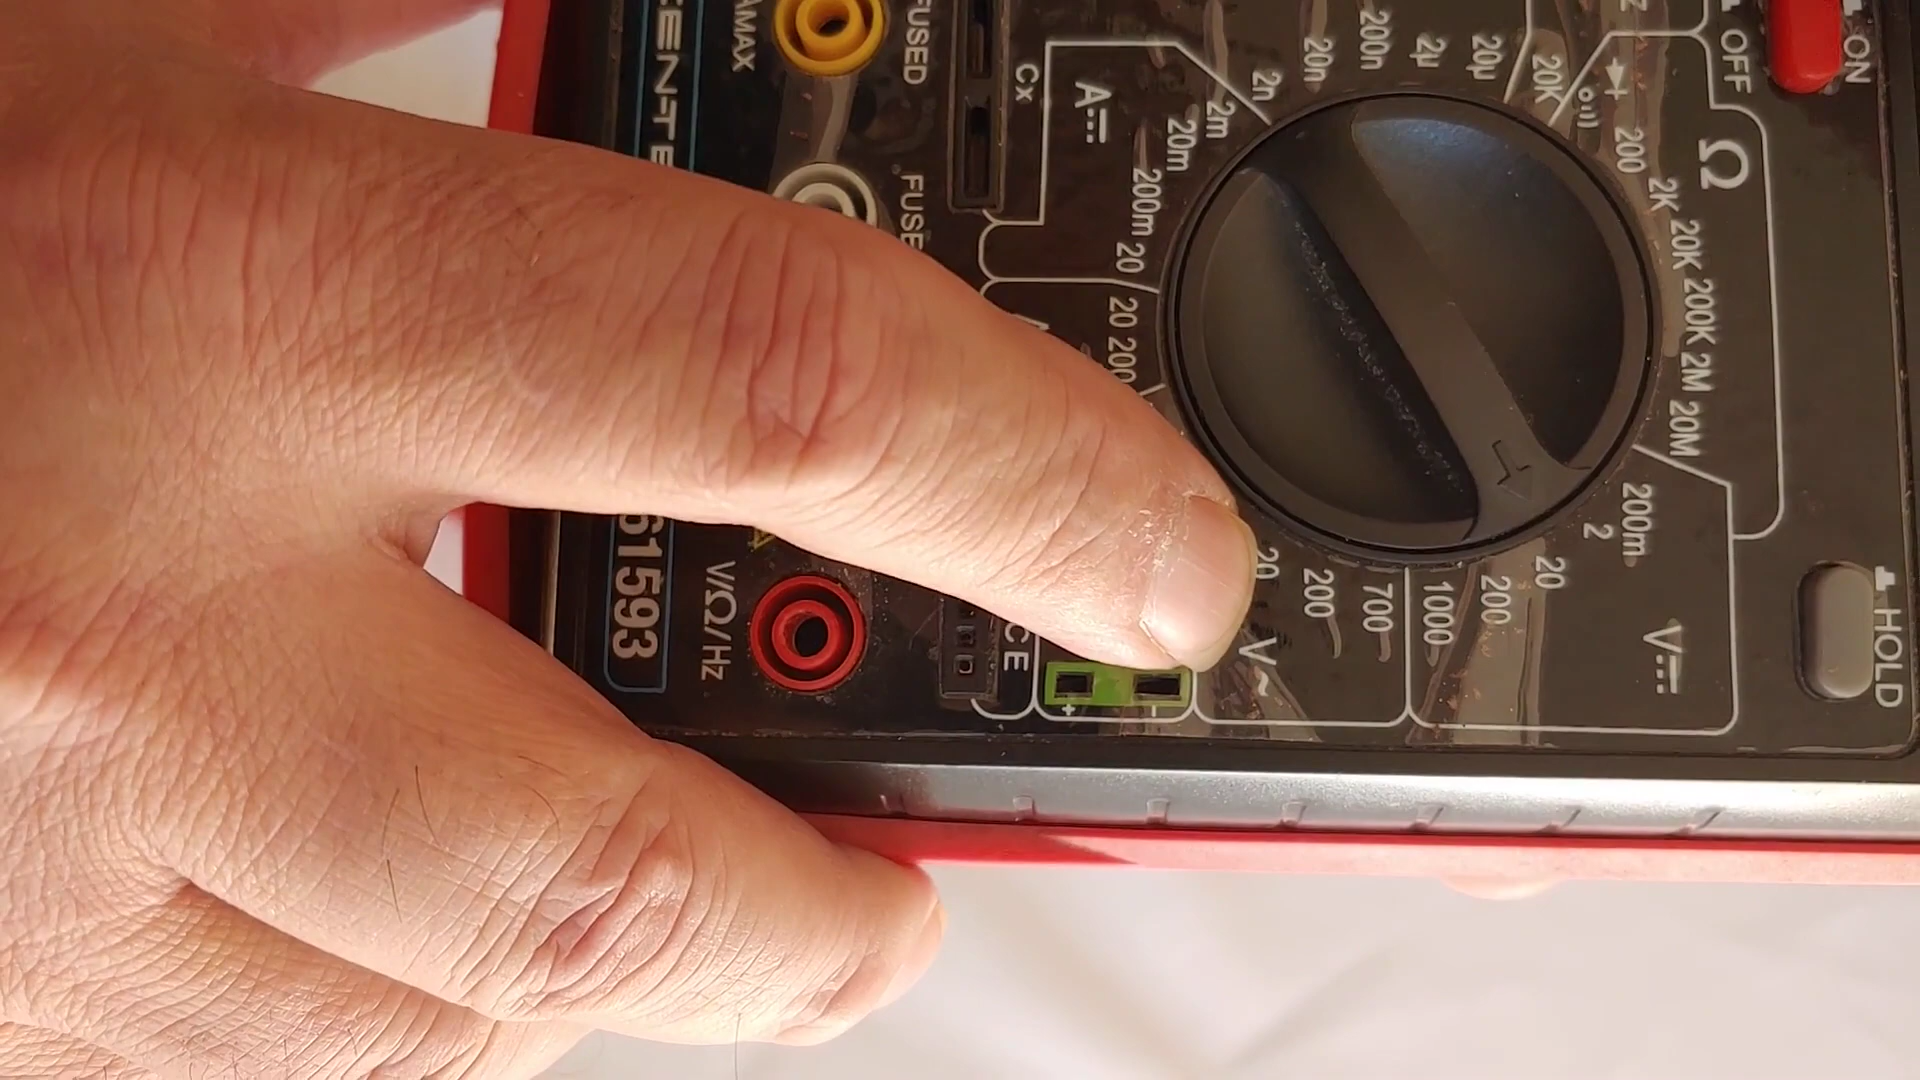 ON
OFF
HOLD
Ω
200
2K
20K
200K
2M
20M
200m
2
20
200
1000
V⎓
700
200
20
V~
20K
20µ
2µ
200n
20n
2n
2m
20m
200m
20
A⎓
20
200
Cx
+
-
FUSED
AMAX
V/Ω/Hz
61593